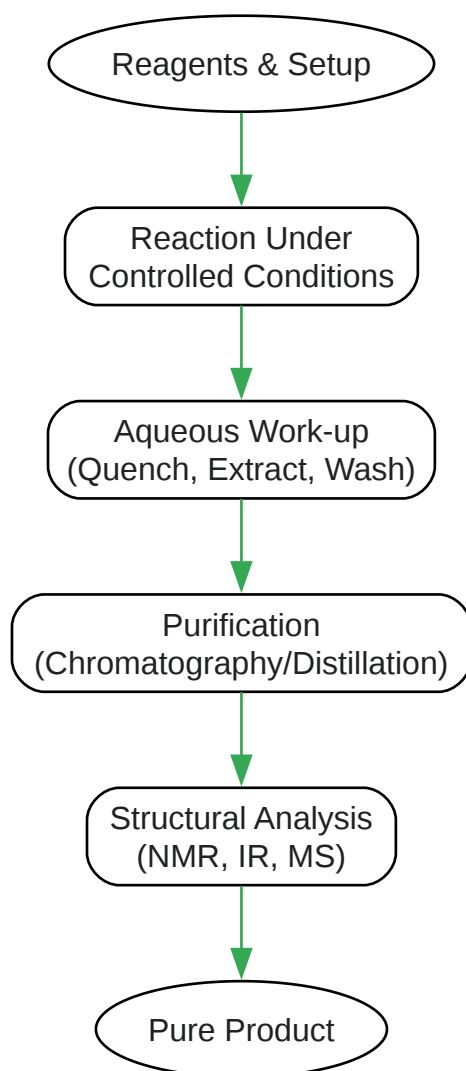 Reagents & Setup
Reaction Under
Controlled Conditions
Aqueous Work-up
(Quench, Extract, Wash)
Purification
(Chromatography/Distillation)
Structural Analysis
(NMR, IR, MS)
Pure Product